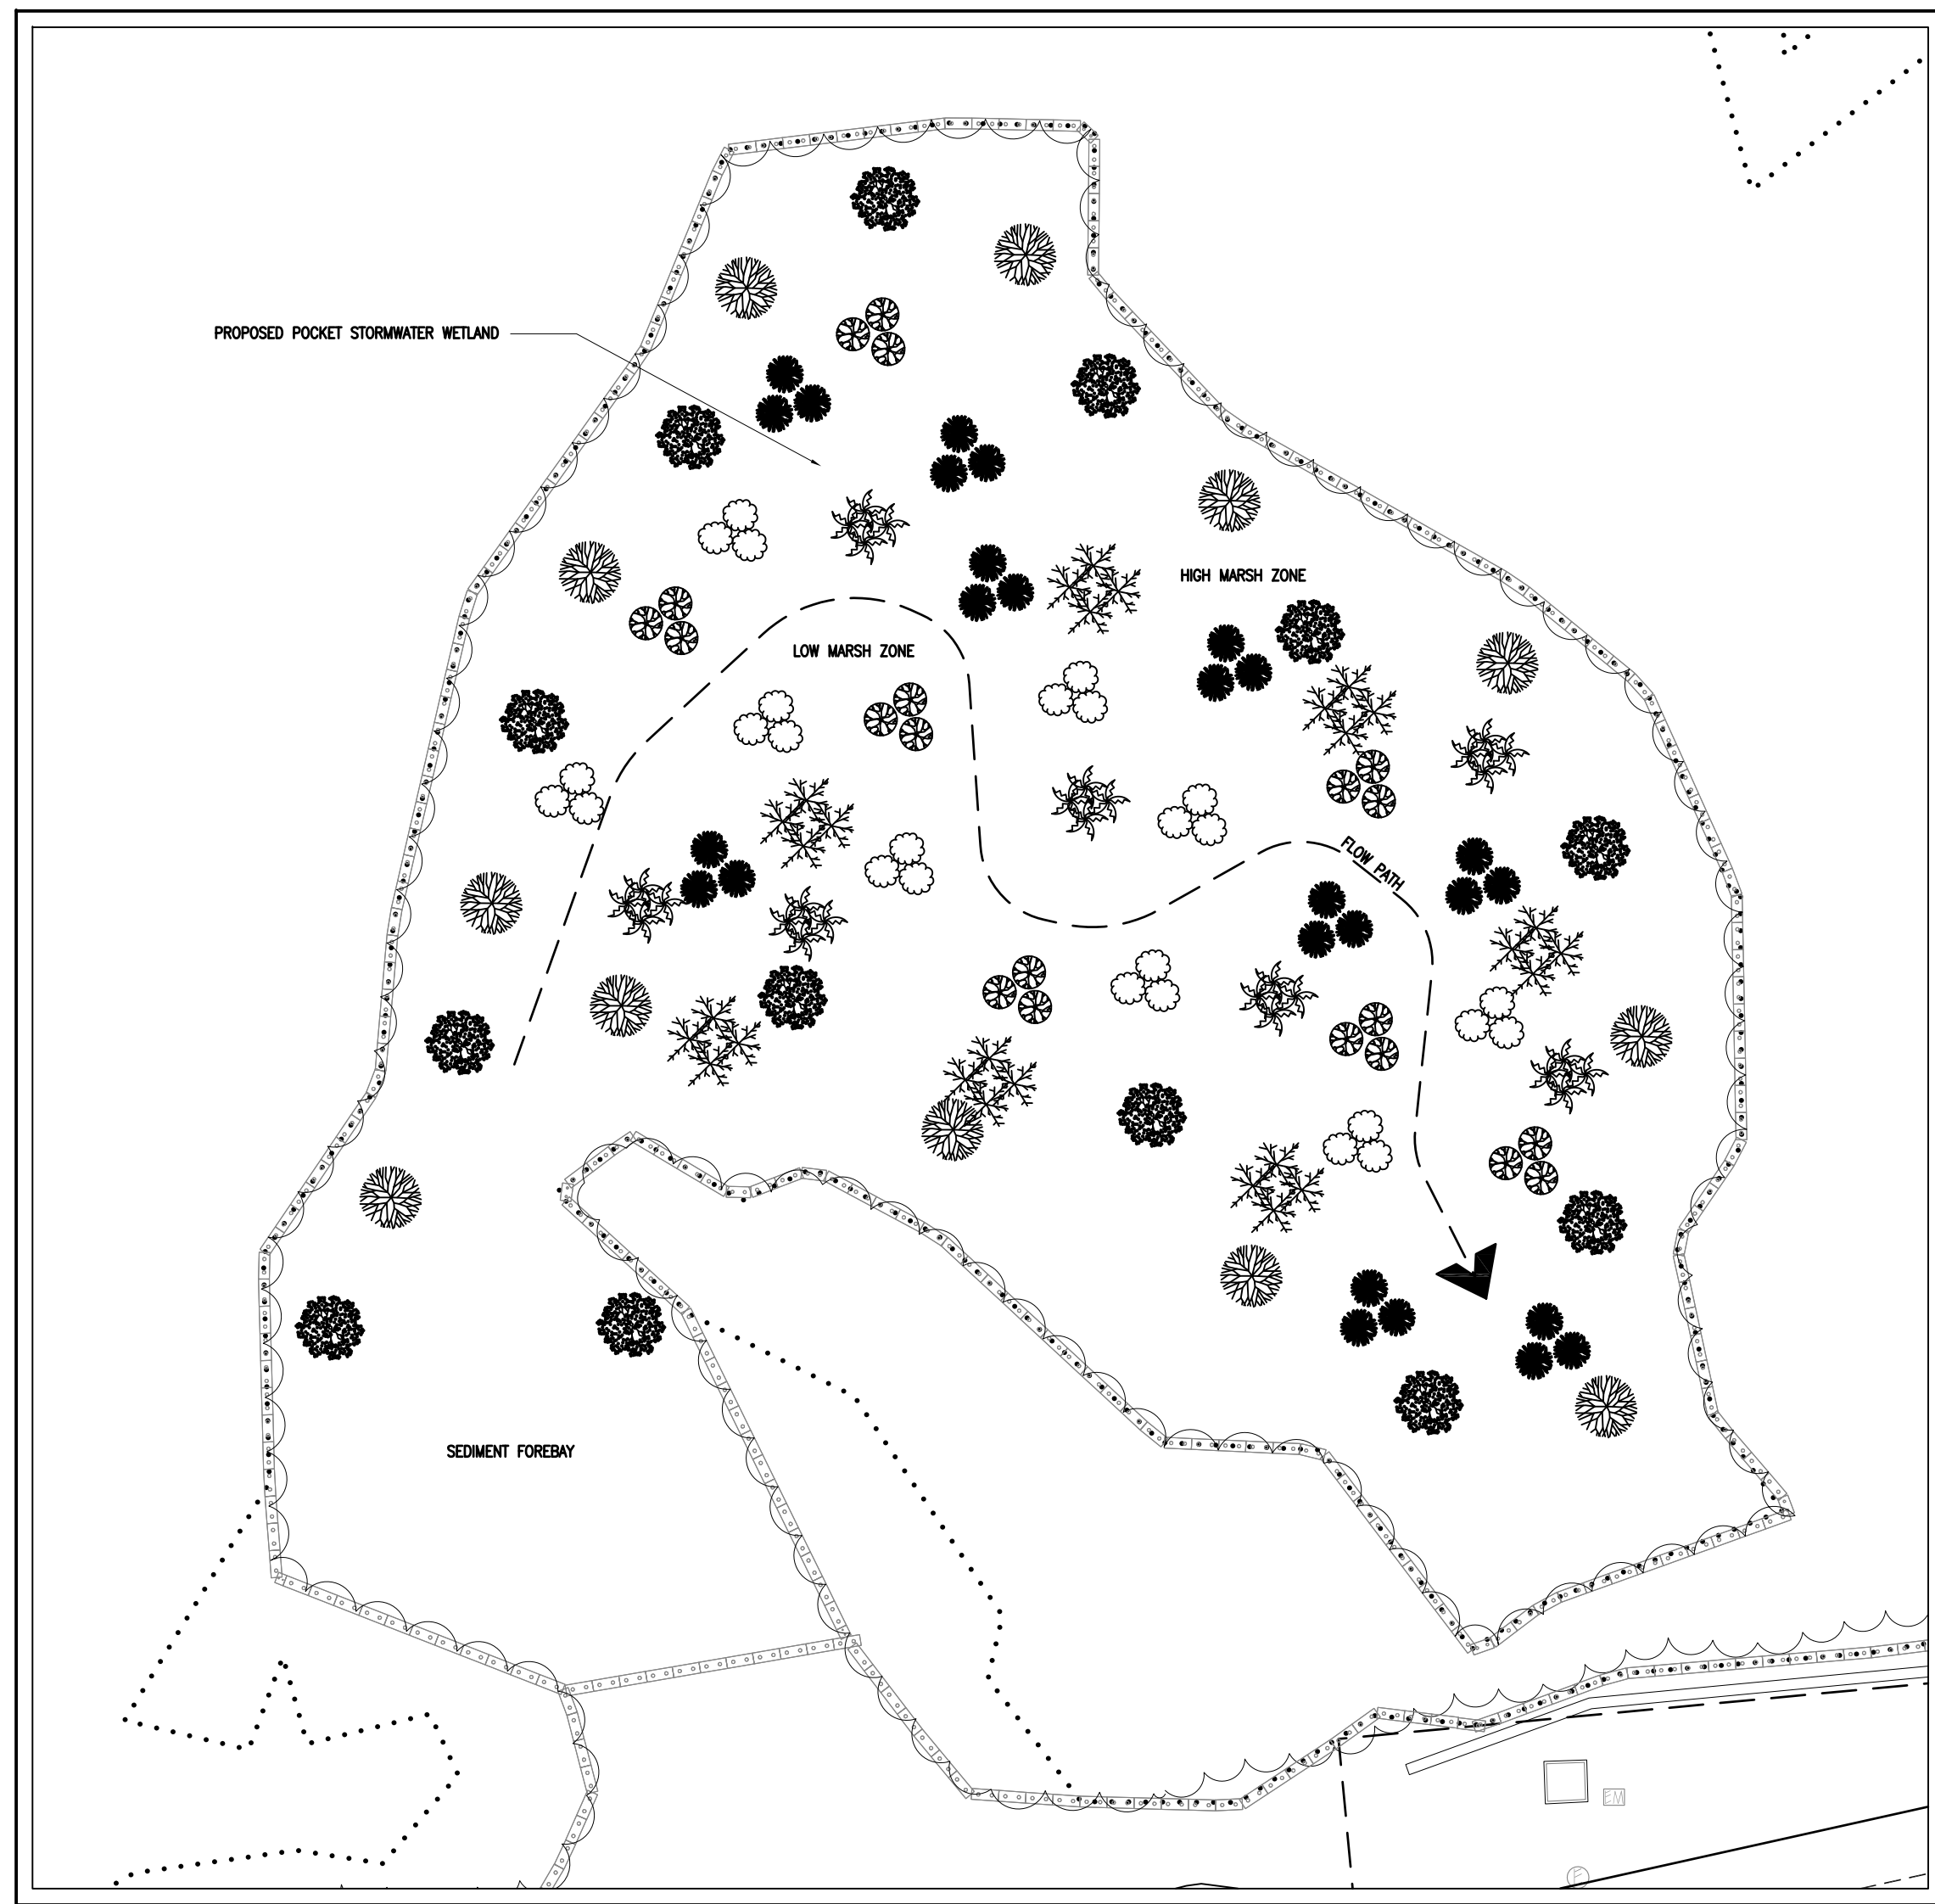 PROPOSED POCKET STORMWATER WETLAND
HIGH MARSH ZONE
LOW MARSH ZONE
FLOW PATH
SEDIMENT FOREBAY
EM
E